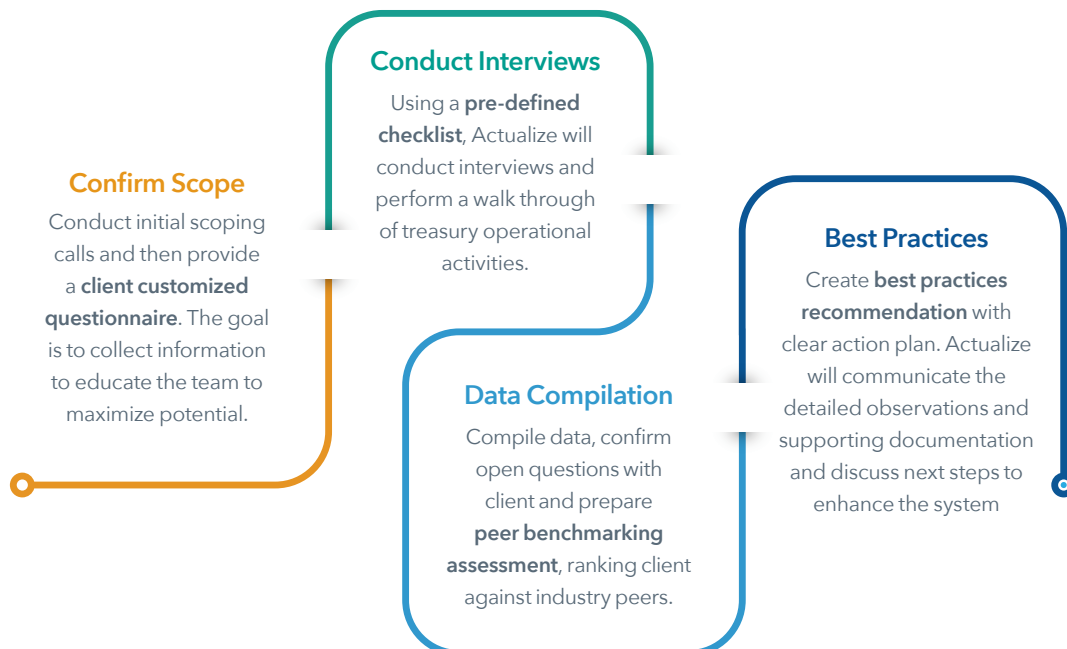 Confirm Scope
Conduct initial scoping
calls and then provide
a client customized
questionnaire. The goal
is to collect information
to educate the team to
maximize potential.
Conduct Interviews
Using a pre-defined
checklist, Actualize will
conduct interviews and
perform a walk through
of treasury operational
activities.
Data Compilation
Compile data, confirm
open questions with
client and prepare
peer benchmarking
assessment, ranking client
against industry peers.
Best Practices
Create best practices
recommendation with
clear action plan. Actualize
will communicate the
detailed observations and
supporting documentation
and discuss next steps to
enhance the system